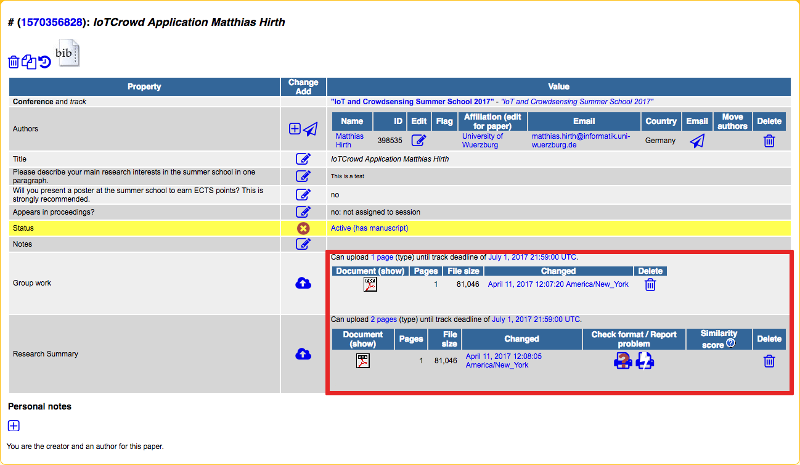 # (1570356828): IoTCrowd Application Matthias Hirth
bib
Property Change Add Value
Conference and track "IoT and Crowdsensing Summer School 2017" - "IoT and Crowdsensing Summer School 2017"
Authors
Name ID Edit Flag Affiliation (edit for paper) Email Country Email Move authors Delete
Matthias Hirth 398535 University of Wuerzburg matthias.hirth@informatik.uni-wuerzburg.de Germany
Title IoTCrowd Application Matthias Hirth
Please describe your main research interests in the summer school in one paragraph. This is a test
Will you present a poster at the summer school to earn ECTS points? This is strongly recommended. no
Appears in proceedings? no: not assigned to session
Status Active (has manuscript)
Notes
Group work
Can upload 1 page (type) until track deadline of July 1, 2017 21:59:00 UTC.
Document (show) Pages File size Changed Delete
1 81,046 April 11, 2017 12:07:20 America/New_York
Research Summary
Can upload 2 pages (type) until track deadline of July 1, 2017 21:59:00 UTC.
Document (show) Pages File size Changed Check format / Report problem Similarity score Delete
1 81,046 April 11, 2017 12:08:05 America/New_York
Personal notes
You are the creator and an author for this paper.